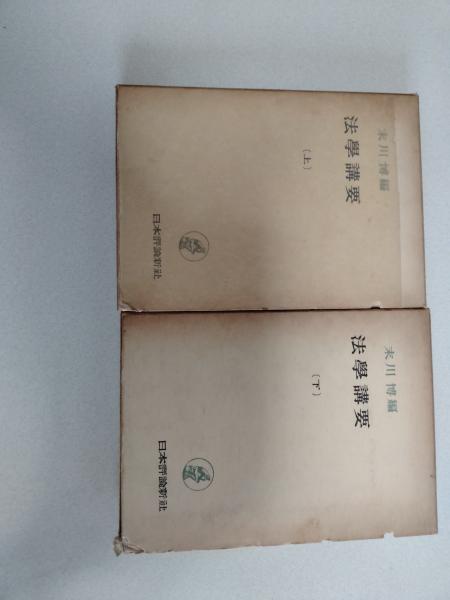 末川博編
法學講要
(上)
日本評論新社
末川博編
法學講要
(下)
日本評論新社